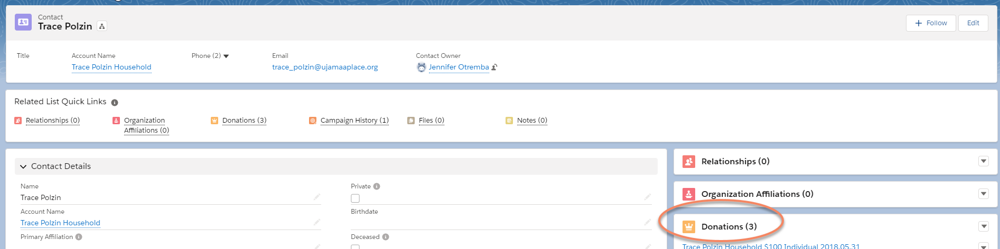 Contact
Trace Polzin
Follow
Edit
Title
Account Name
Phone (2)
Email
Contact Owner
Trace Polzin Household
trace_polzin@ujamaaplace.org
Jennifer Otremba
Related List Quick Links
Relationships (0)
Organization
Affiliations (0)
Donations (3)
Campaign History (1)
Files (0)
Notes (0)
Contact Details
Name
Trace Polzin
Private
Account Name
Trace Polzin Household
Birthdate
Primary Affiliation
Deceased
Relationships (0)
Organization Affiliations (0)
Donations (3)
Trace Polzin Household $100 Individual 2018.05.31